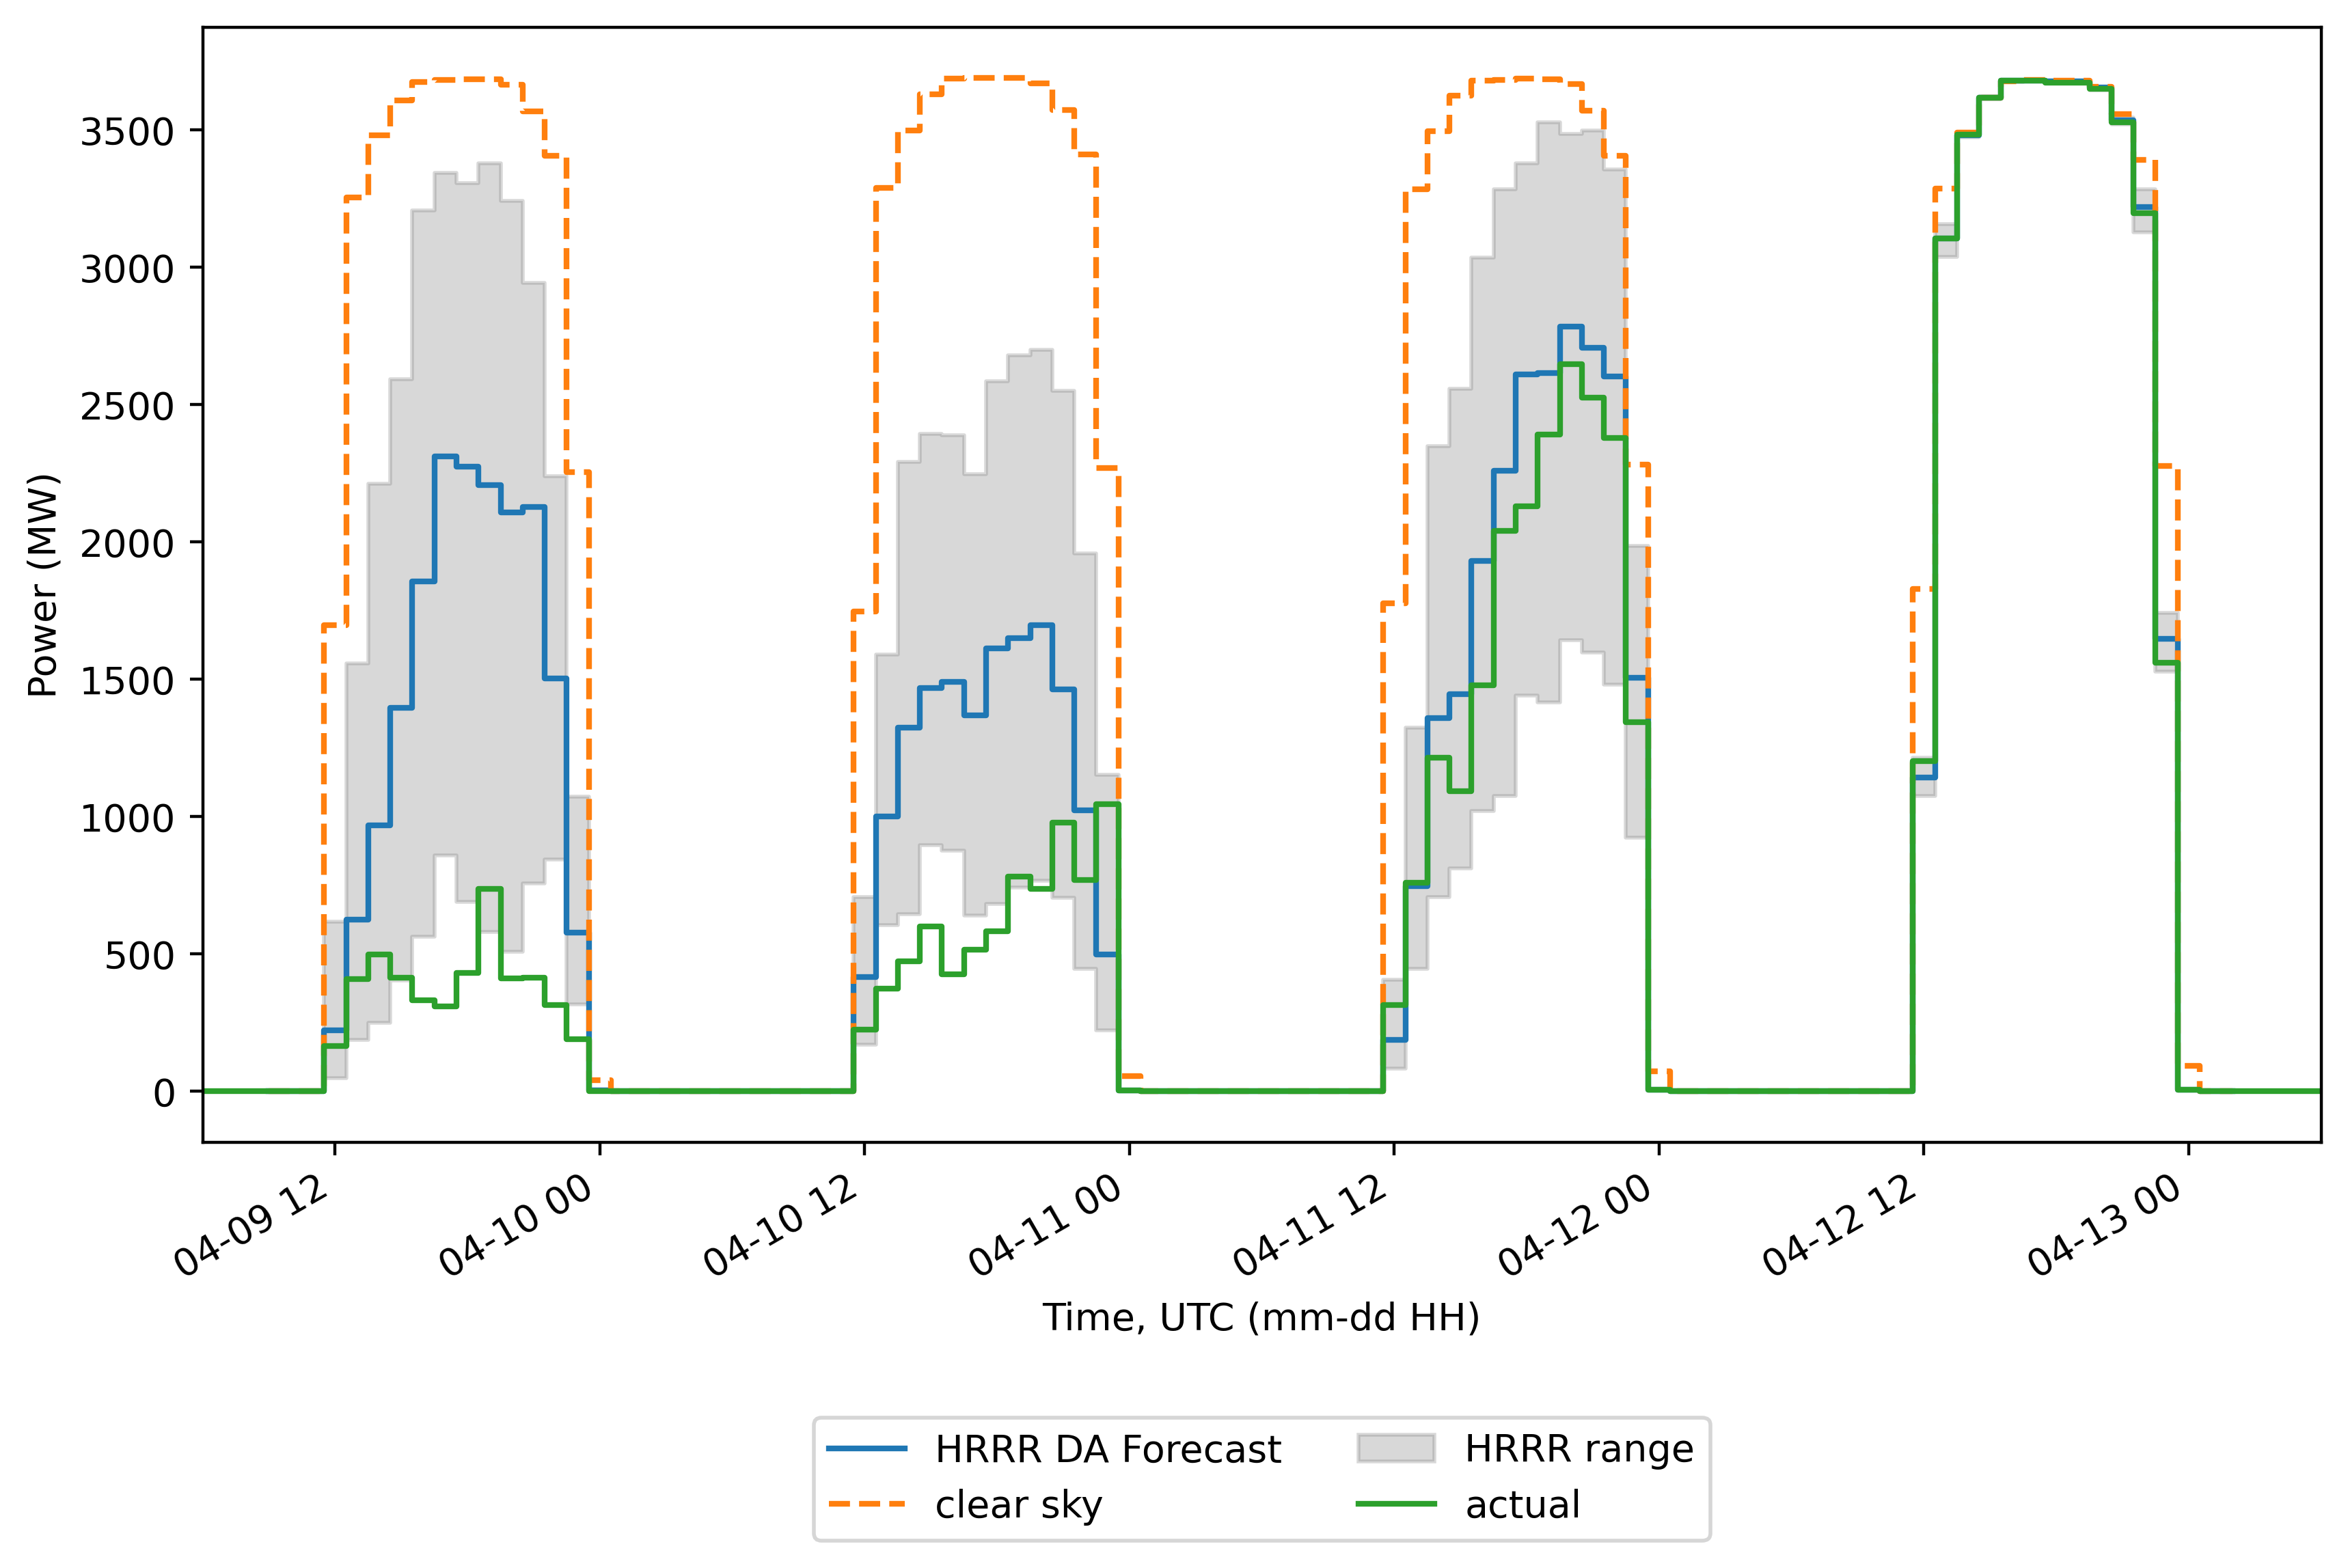 Power (MW)
3500
3000
2500
2000
1500
1000
500
0
04-09 12
04-10 00
04-10 12
04-11 00
04-11 12
04-12 00
04-12 12
04-13 00
Time, UTC (mm-dd HH)
HRRR DA Forecast
clear sky
HRRR range
actual